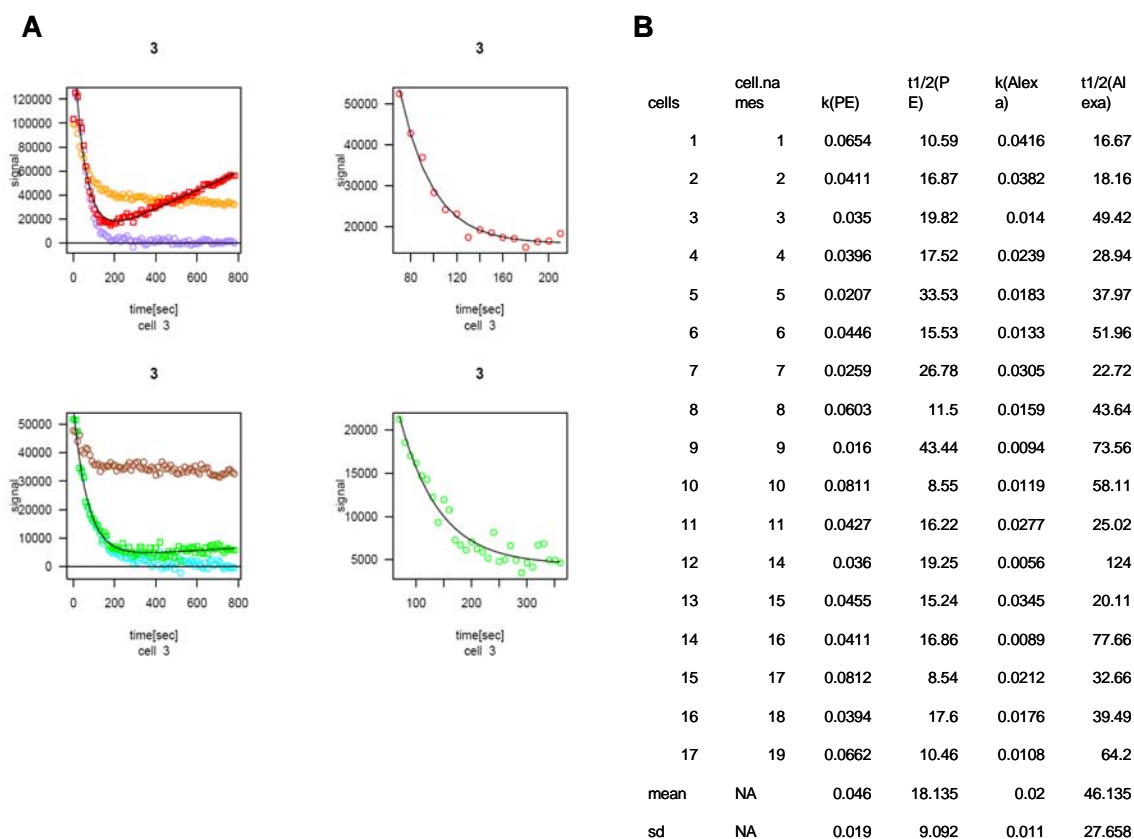 A
3
signal
120000
100000
80000
60000
40000
20000
0
0 200 400 600 800
time[sec]
cell 3
3
50000
40000
30000
20000
80 120 160 200
time[sec]
cell 3
3
signal
50000
40000
30000
20000
10000
0
0 200 400 600 800
time[sec]
cell 3
3
signal
20000
15000
10000
5000
100 200 300
time[sec]
cell 3
signal
B
cells cell.na mes k(PE) t1/2(P E) k(Alex a) t1/2(Al exa)
1 1 0.0654 10.59 0.0416 16.67
2 2 0.0411 16.87 0.0382 18.16
3 3 0.035 19.82 0.014 49.42
4 4 0.0396 17.52 0.0239 28.94
5 5 0.0207 33.53 0.0183 37.97
6 6 0.0446 15.53 0.0133 51.96
7 7 0.0259 26.78 0.0305 22.72
8 8 0.0603 11.5 0.0159 43.64
9 9 0.016 43.44 0.0094 73.56
10 10 0.0811 8.55 0.0119 58.11
11 11 0.0427 16.22 0.0277 25.02
12 14 0.036 19.25 0.0056 124
13 15 0.0455 15.24 0.0345 20.11
14 16 0.0411 16.86 0.0089 77.66
15 17 0.0812 8.54 0.0212 32.66
16 18 0.0394 17.6 0.0176 39.49
17 19 0.0662 10.46 0.0108 64.2
mean NA 0.046 18.135 0.02 46.135
sd NA 0.019 9.092 0.011 27.658